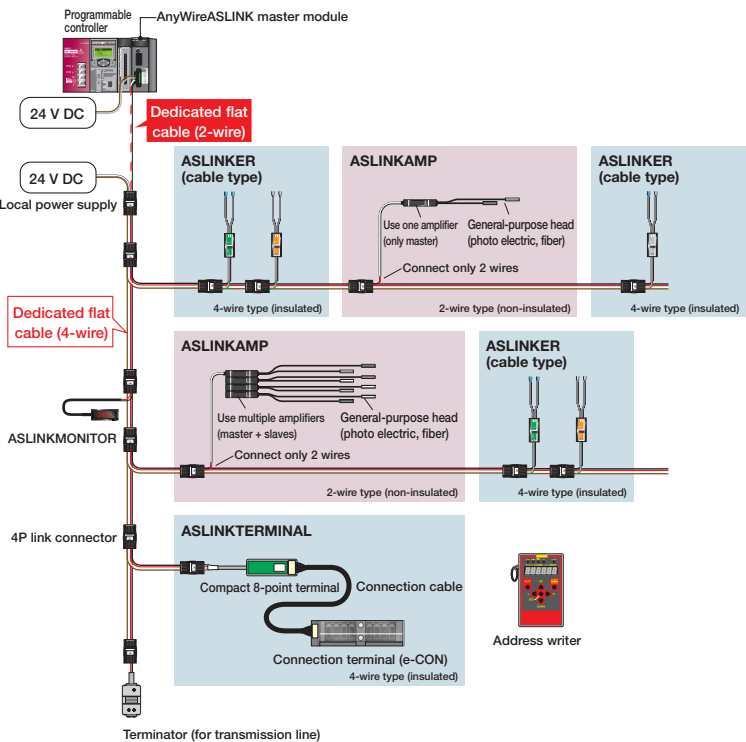 Programmable
controller
AnyWireASLINK master module
24 V DC
Dedicated flat
cable (2-wire)
24 V DC
Local power supply
ASLINKER
(cable type)
4-wire type (insulated)
ASLINKAMP
Use one amplifier
(only master)
General-purpose head
(photo electric, fiber)
Connect only 2 wires
2-wire type (non-insulated)
ASLINKER
(cable type)
4-wire type (insulated)
Dedicated flat
cable (4-wire)
ASLINKAMP
Use multiple amplifiers
(master + slaves)
General-purpose head
(photo electric, fiber)
Connect only 2 wires
2-wire type (non-insulated)
ASLINKER
(cable type)
4-wire type (insulated)
ASLINKMONITOR
4P link connector
ASLINKTERMINAL
Compact 8-point terminal
Connection cable
Connection terminal (e-CON)
4-wire type (insulated)
Address writer
Terminator (for transmission line)